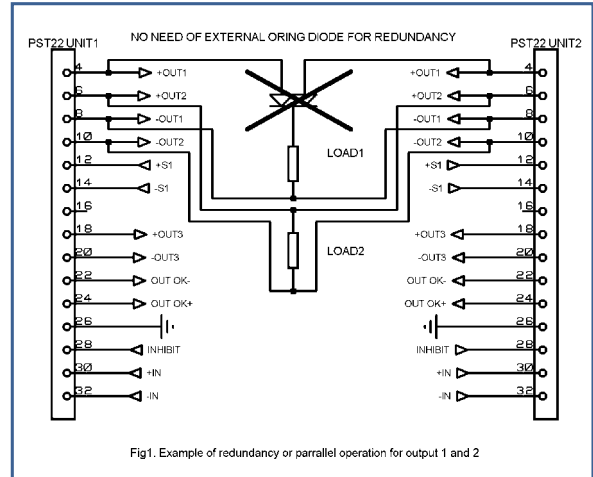 NO NEED OF EXTERNAL ORING DIODE FOR REDUNDANCY
PST22 UNIT1
4 +OUT1
6 +OUT2
8 -OUT1
10 -OUT2
12 +S1
14 -S1
16
18 +OUT3
20 -OUT3
22 OUT OK-
24 OUT OK+
26
28 INHIBIT
30 +IN
32 -IN
LOAD1
LOAD2
PST22 UNIT2
+OUT1 4
+OUT2 6
-OUT1 8
-OUT2 10
+S1 12
-S1 14
16
+OUT3 18
-OUT3 20
OUT OK- 22
OUT OK+ 24
26
INHIBIT 28
+IN 30
-IN 32
Fig1. Example of redundancy or parrallel operation for output 1 and 2